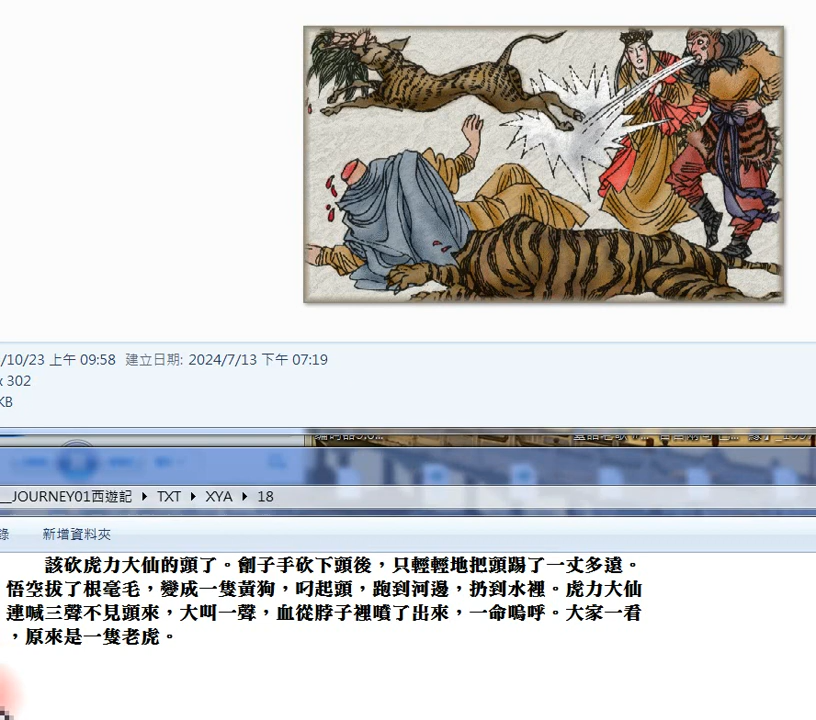 /10/23 上午 09:58 建立日期: 2024/7/13 下午 07:19
x 302
KB
__JOURNEY01西遊記 ▸ TXT ▸ XYA ▸ 18
錄 新增資料夾
該砍虎力大仙的頭了。劊子手砍下頭後，只輕輕地把頭踢了一丈多遠。
悟空拔了根毫毛，變成一隻黃狗，叼起頭，跑到河邊，扔到水裡。虎力大仙
連喊三聲不見頭來，大叫一聲，血從脖子裡噴了出來，一命嗚呼。大家一看
，原來是一隻老虎。